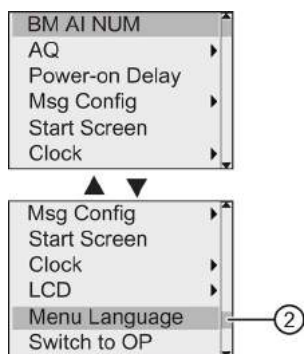 BM AI NUM
AQ
Power-on Delay
Msg Config
Start Screen
Clock
Msg Config
Start Screen
Clock
LCD
Menu Language
2
Switch to OP